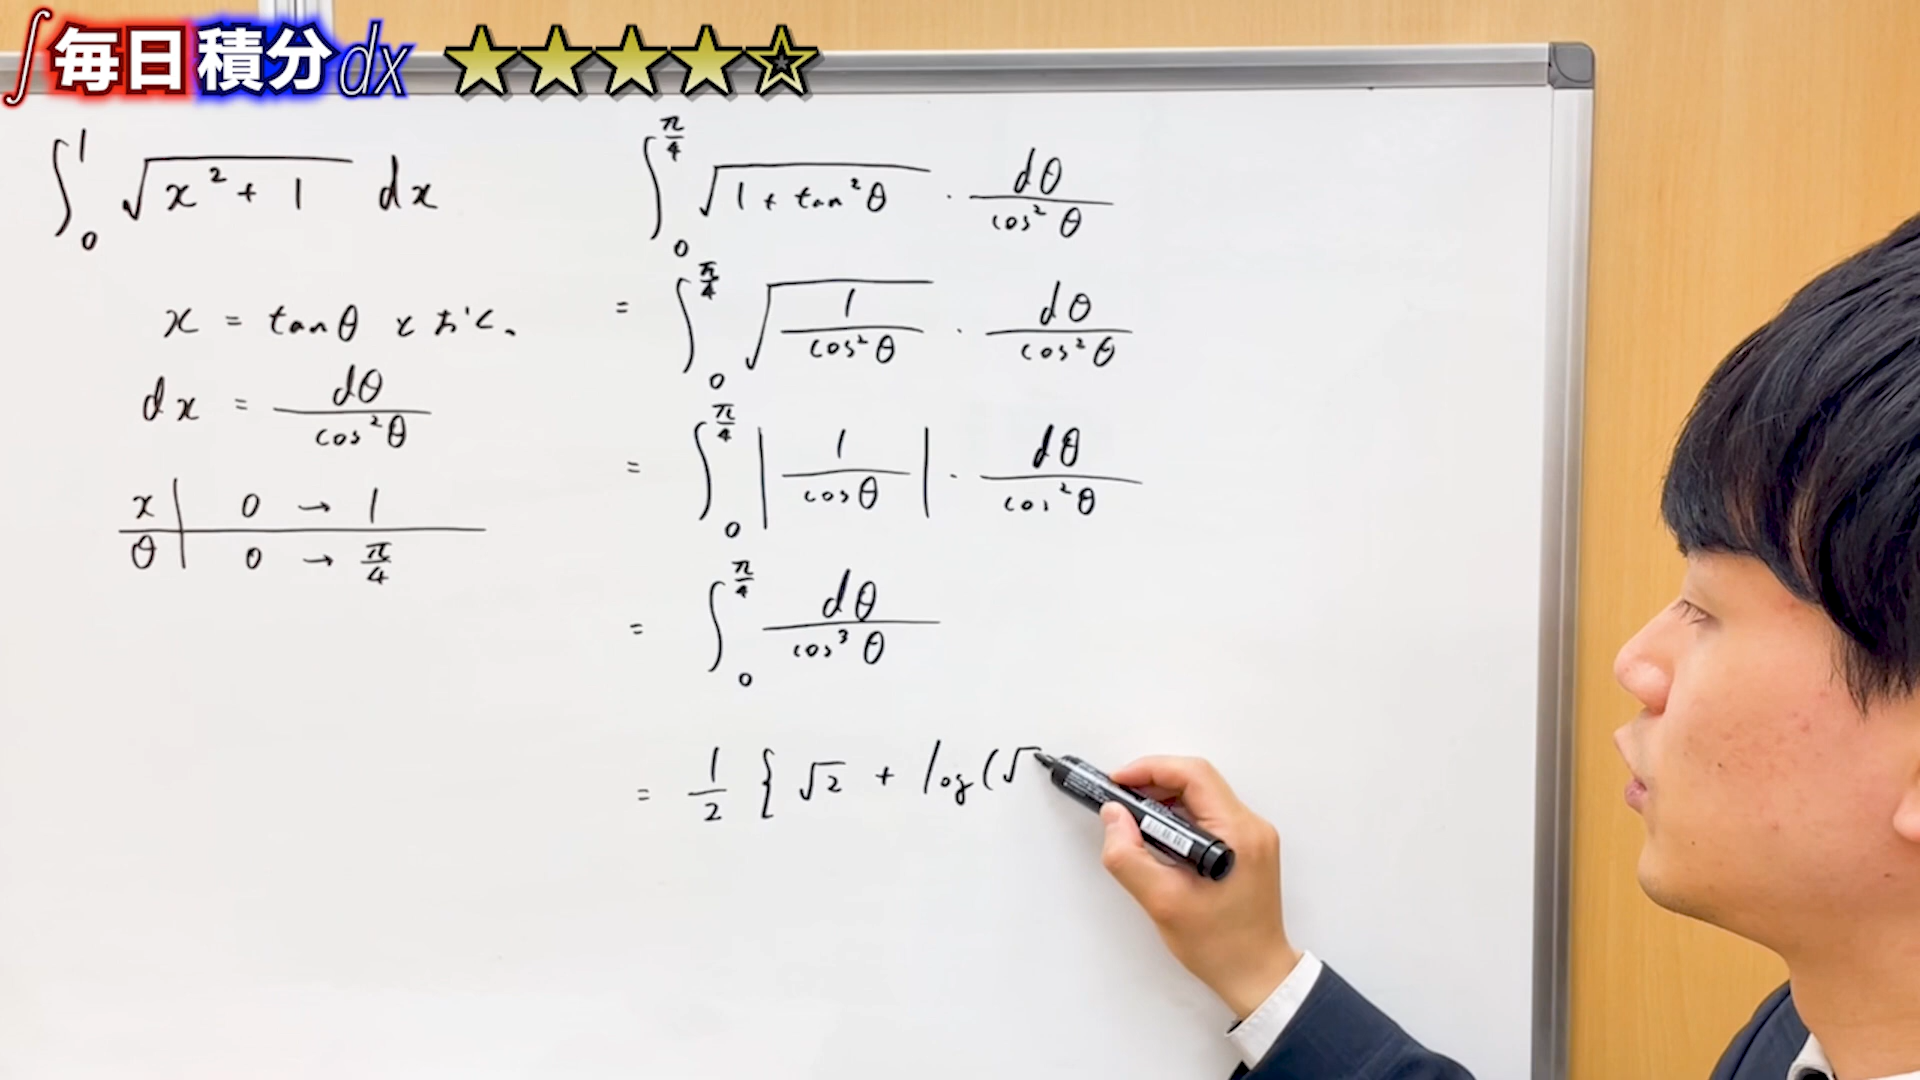 ∫毎日積分dx ★★★★☆
∫₀¹ √(x²+1) dx
x = tanθ とおく、
dx = dθ/cos²θ
x | 0 → 1
θ | 0 → π/4
∫₀^{π/4} √(1+tan²θ) · dθ/cos²θ
= ∫₀^{π/4} √(1/cos²θ) · dθ/cos²θ
= ∫₀^{π/4} |1/cosθ| · dθ/cos²θ
= ∫₀^{π/4} dθ/cos³θ
= 1/2 { √2 + log(√